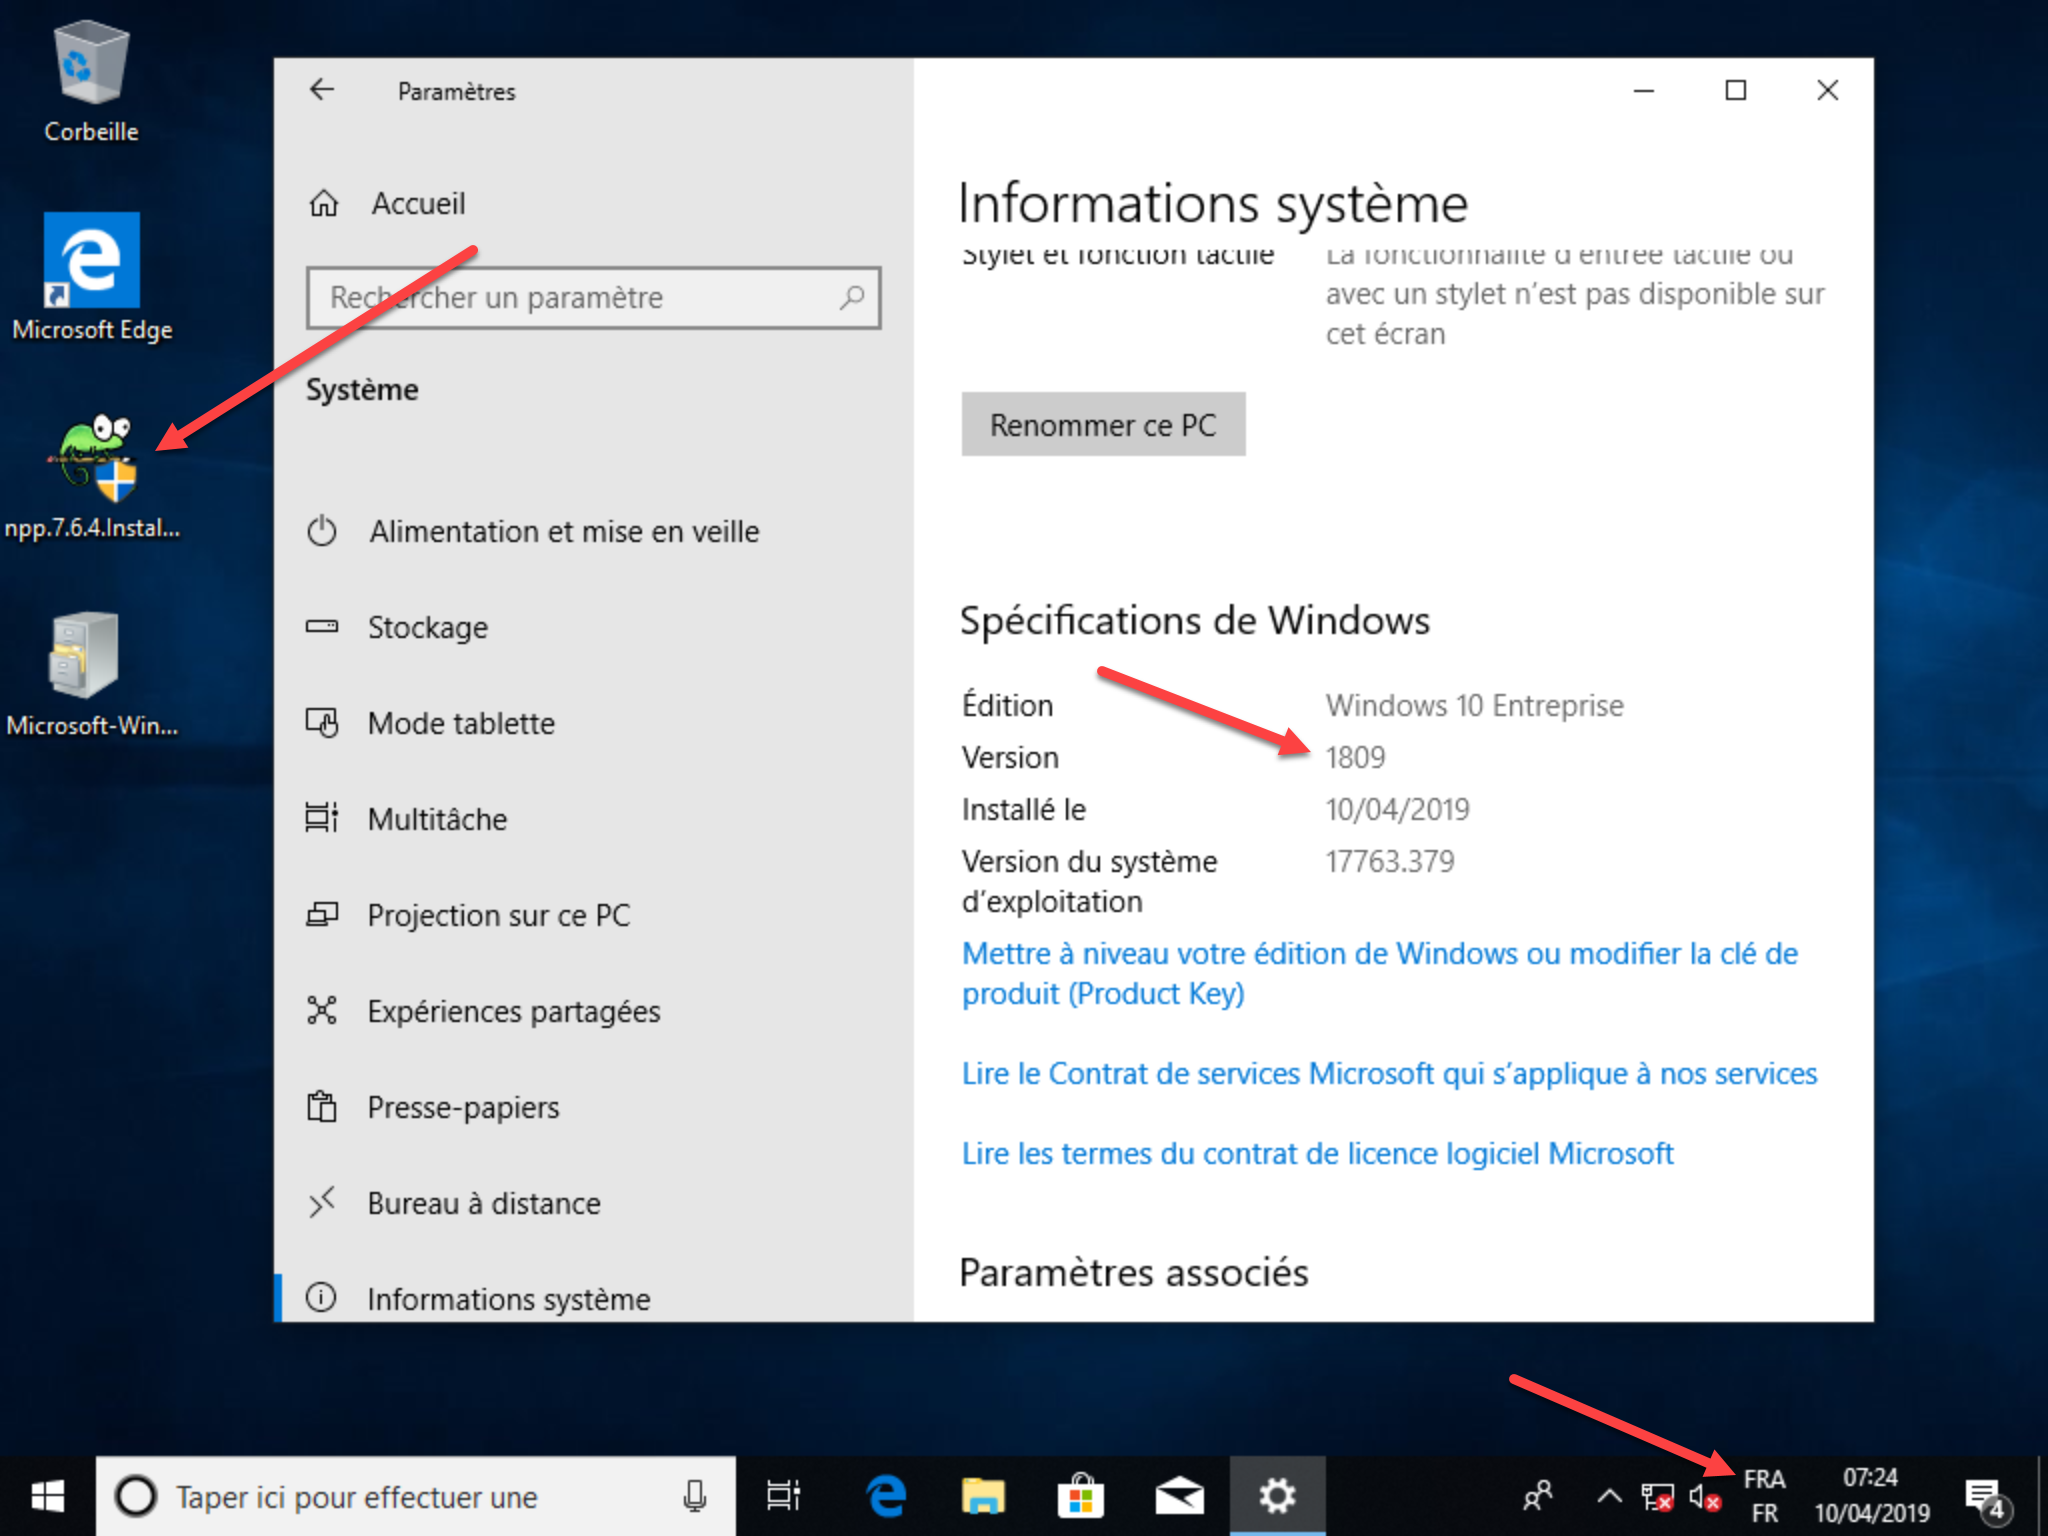 Corbeille
Microsoft Edge
npp.7.6.4.Instal...
Microsoft-Win...
Paramètres
Accueil
Rechercher un paramètre
Système
Alimentation et mise en veille
Stockage
Mode tablette
Multitâche
Projection sur ce PC
Expériences partagées
Presse-papiers
Bureau à distance
Informations système
Informations système
Stylet et fonction tactile
La fonctionnalité d'entrée tactile ou
avec un stylet n'est pas disponible sur
cet écran
Renommer ce PC
Spécifications de Windows
Édition Windows 10 Entreprise
Version 1809
Installé le 10/04/2019
Version du système 17763.379
d'exploitation
Mettre à niveau votre édition de Windows ou modifier la clé de
produit (Product Key)
Lire le Contrat de services Microsoft qui s'applique à nos services
Lire les termes du contrat de licence logiciel Microsoft
Paramètres associés
Taper ici pour effectuer une
FRA
FR
07:24
10/04/2019
4